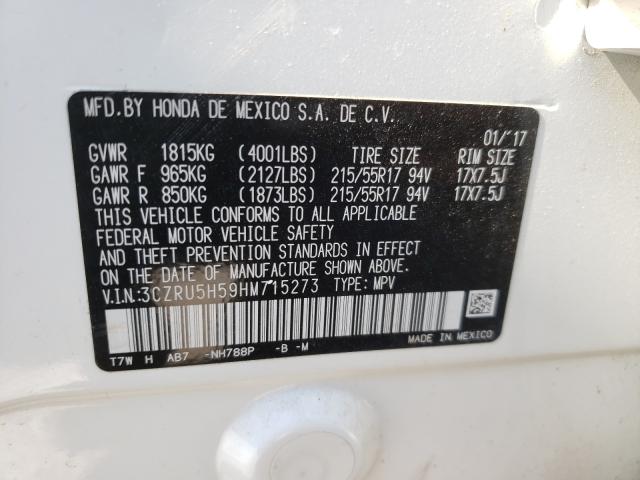 MFD. BY HONDA DE MEXICO S.A. DE C.V.
01/'17
GVWR 1815KG (4001LBS) TIRE SIZE RIM SIZE
GAWR F 965KG (2127LBS) 215/55R17 94V 17X7.5J
GAWR R 850KG (1873LBS) 215/55R17 94V 17X7.5J
THIS VEHICLE CONFORMS TO ALL APPLICABLE
FEDERAL MOTOR VEHICLE SAFETY
AND THEFT PREVENTION STANDARDS IN EFFECT
ON THE DATE OF MANUFACTURE SHOWN ABOVE.
V.I.N.:3CZRU5H59HM715273 TYPE: MPV
T7W H AB7 -NH788P -B -M
MADE IN MEXICO